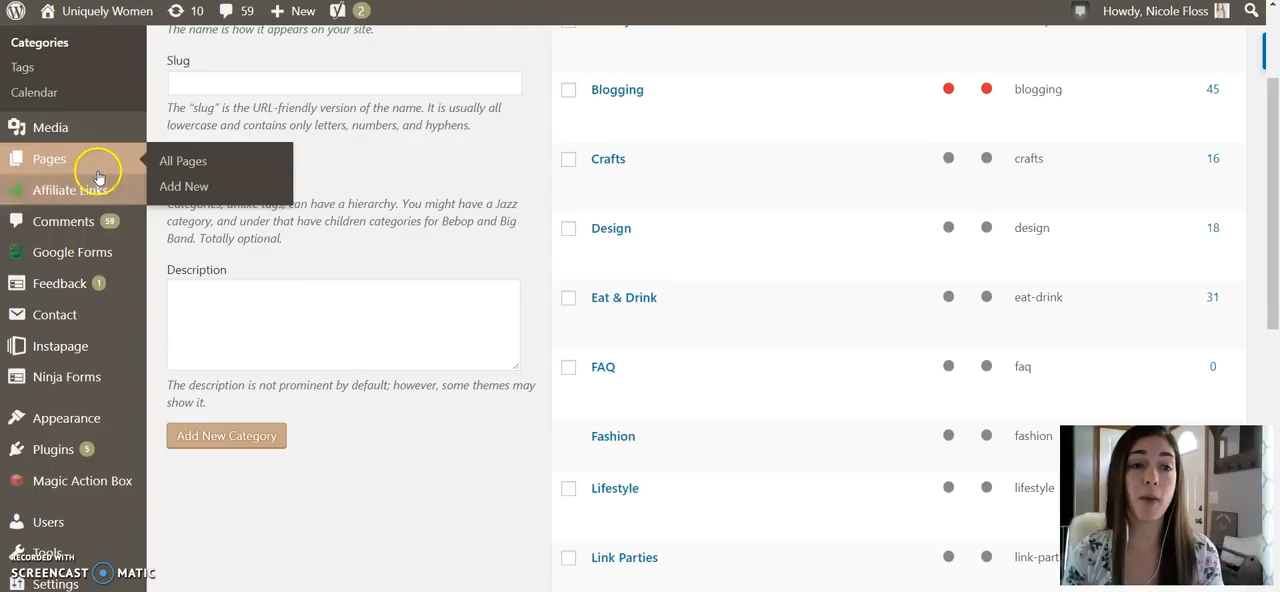 Uniquely Women 10 59 New 2 Howdy, Nicole Floss
Categories
Tags
Calendar
Media
Pages
Affiliate Links
Comments 59
Google Forms
Feedback 1
Contact
Instapage
Ninja Forms
Appearance
Plugins 5
Magic Action Box
Users
Tools
Settings
All Pages
Add New
The name is how it appears on your site.
Slug
The "slug" is the URL-friendly version of the name. It is usually all
lowercase and contains only letters, numbers, and hyphens.
Categories, unlike tags, can have a hierarchy. You might have a Jazz
category, and under that have children categories for Bebop and Big
Band. Totally optional.
Description
The description is not prominent by default; however, some themes may
show it.
Add New Category
Blogging blogging 45
Crafts crafts 16
Design design 18
Eat & Drink eat-drink 31
FAQ faq 0
Fashion fashion
Lifestyle lifestyle
Link Parties link-part
RECORDED WITH
SCREENCAST MATIC